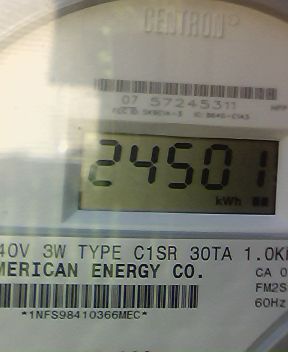 CENTRON®
07 57245311
24501
kWh
40V 3W TYPE C1SR 30TA 1.0K
MERICAN ENERGY CO.
CA 0
FM2S
60Hz
*1NFS98410366MEC*